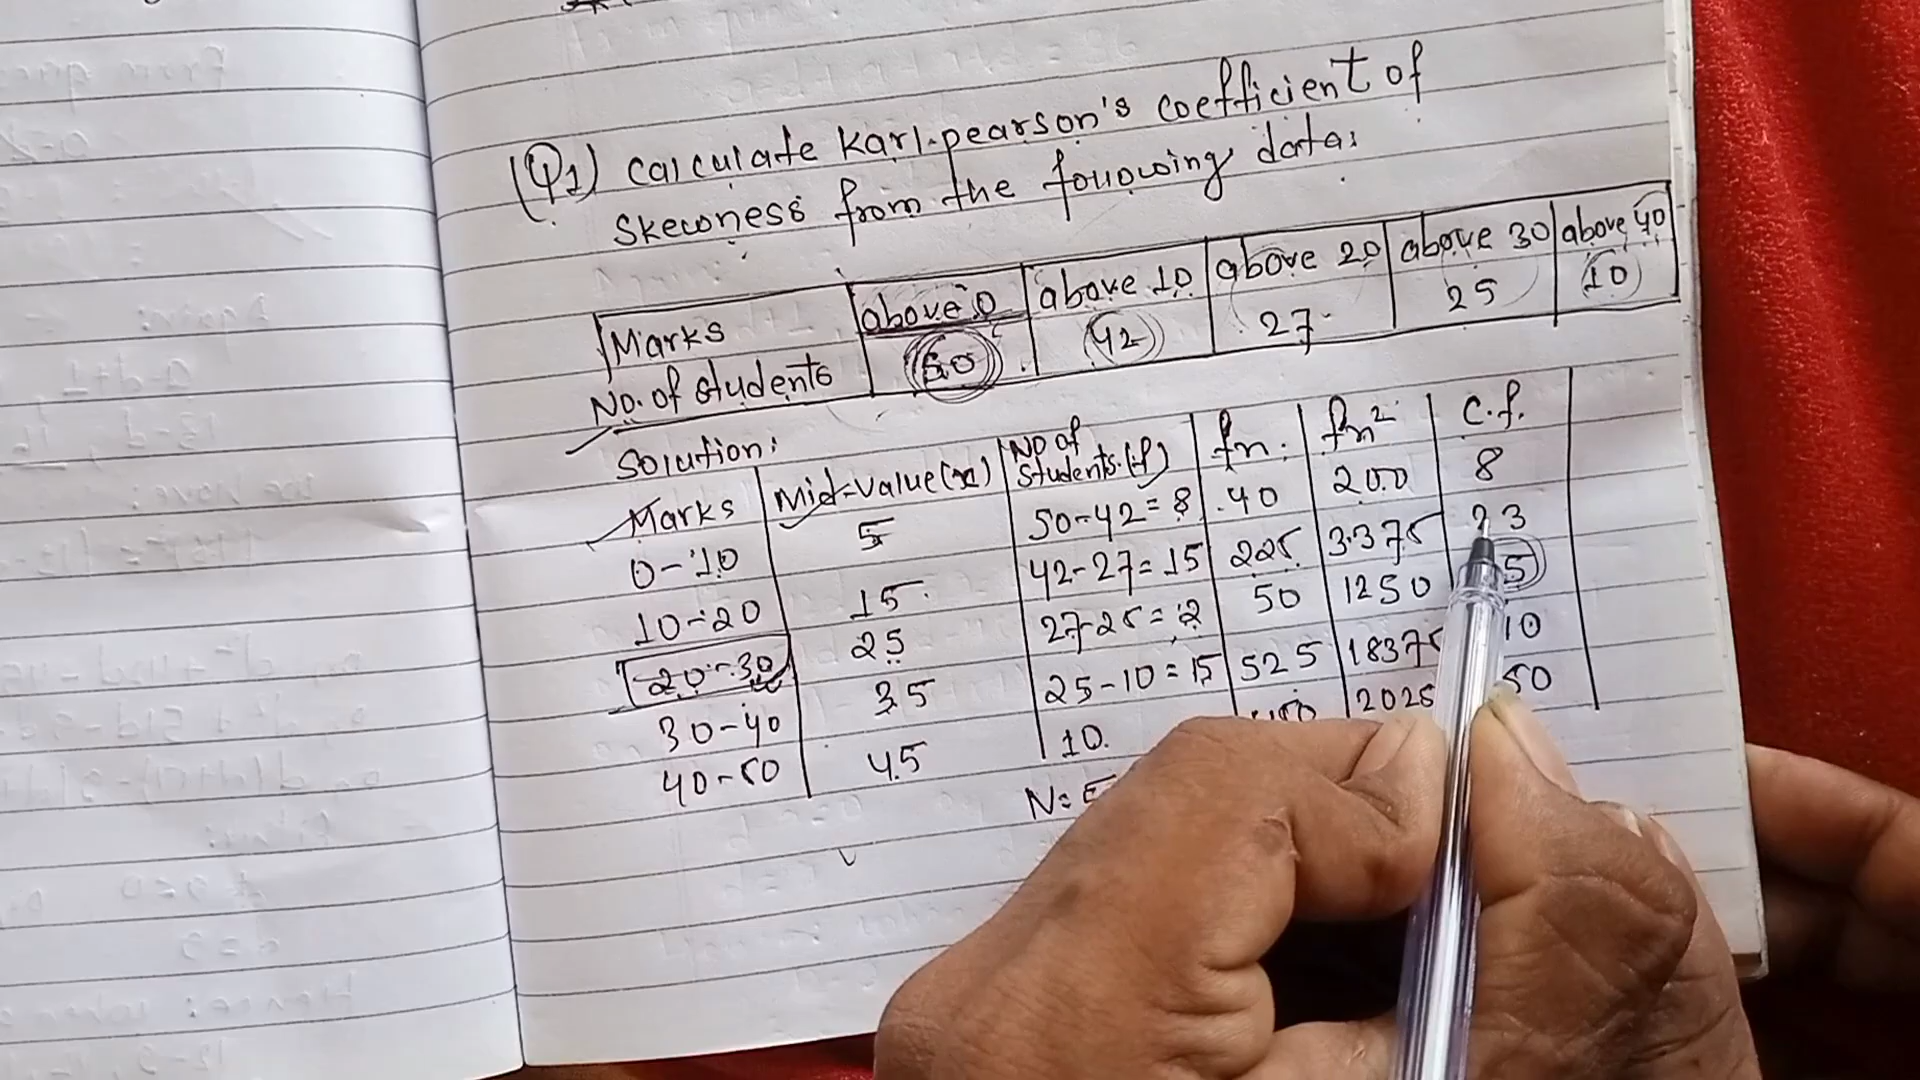 (Q1) Calculate Karl-pearson's coefficient of
Skewness from the following data:
Marks above 0 above 10 above 20 above 30 above 40
No. of students 50 42 27 25 10
Solution:
Marks Mid-value(x) No of students.(f) fx fx² c.f.
0-10 5 50-42=8 40 200 8
10-20 15 42-27=15 225 3375 23
20-30 25 27-25=2 50 1250 5
30-40 35 25-10=15 525 18375 10
40-50 45 10. 2025 50
N=